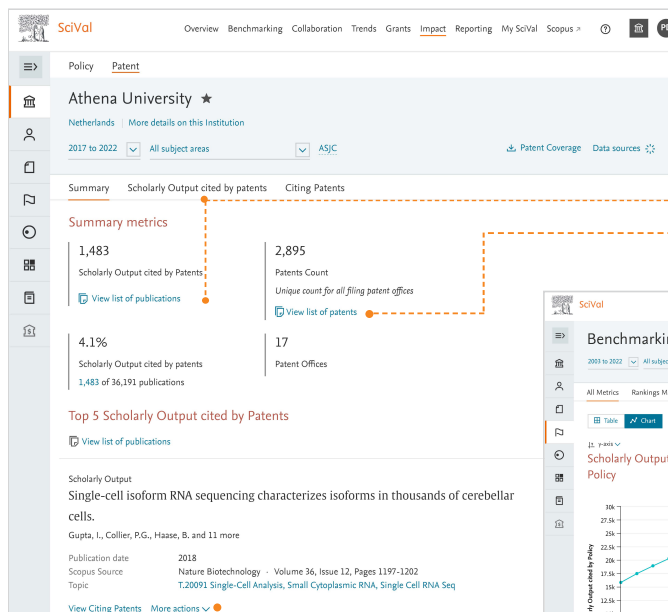 SciVal
Overview Benchmarking Collaboration Trends Grants Impact Reporting My SciVal Scopus
Policy Patent
Athena University
Netherlands More details on this Institution
2017 to 2022 All subject areas ASJC Patent Coverage Data sources
Summary Scholarly Output cited by patents Citing Patents
Summary metrics
1,483
Scholarly Output cited by Patents
View list of publications
2,895
Patents Count
Unique count for all filing patent offices
View list of patents
4.1%
Scholarly Output cited by patents
1,483 of 36,191 publications
17
Patent Offices
Top 5 Scholarly Output cited by Patents
View list of publications
Scholarly Output
Single-cell isoform RNA sequencing characterizes isoforms in thousands of cerebellar
cells.
Gupta, I., Collier, P.G., Haase, B. and 11 more
Publication date 2018
Scopus Source Nature Biotechnology · Volume 36, Issue 12, Pages 1197-1202
Topic T.20091 Single-Cell Analysis, Small Cytoplasmic RNA, Single Cell RNA Seq
View Citing Patents More actions
SciVal
2003 to 2022
All Metrics Rankings
Table Chart
y-axis
Scholarly Output
Policy
30k
27.5k
25k
22.5k
20k
17.5k
15k
12.5k
Output cited by Policy